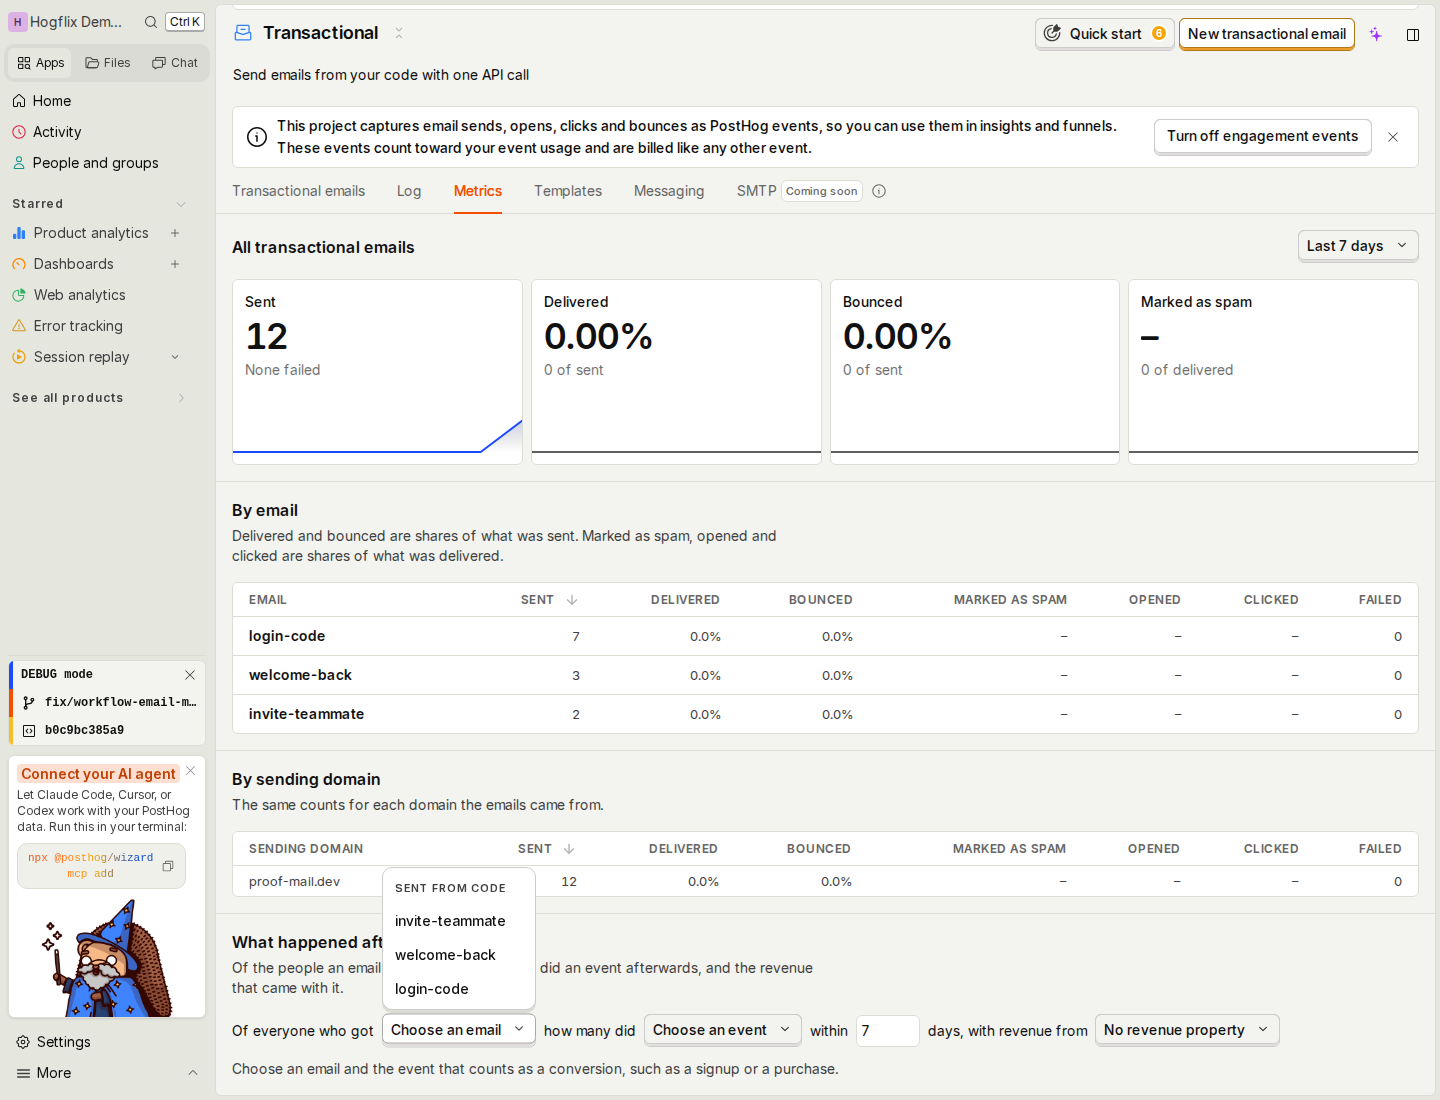 H
Hogflix Dem...
Ctrl K
Apps
Files
Chat
Home
Activity
People and groups
Starred
Product analytics
Dashboards
Web analytics
Error tracking
Session replay
See all products
DEBUG mode
fix/workflow-email-m...
b0c9bc385a9
Connect your AI agent
Let Claude Code, Cursor, or
Codex work with your PostHog
data. Run this in your terminal:
npx @posthog/wizard
mcp add
Settings
More
Transactional
Quick start 6
New transactional email
Send emails from your code with one API call
This project captures email sends, opens, clicks and bounces as PostHog events, so you can use them in insights and funnels.
These events count toward your event usage and are billed like any other event.
Turn off engagement events
Transactional emails
Log
Metrics
Templates
Messaging
SMTP Coming soon
All transactional emails
Last 7 days
Sent
12
None failed
Delivered
0.00%
0 of sent
Bounced
0.00%
0 of sent
Marked as spam
–
0 of delivered
By email
Delivered and bounced are shares of what was sent. Marked as spam, opened and
clicked are shares of what was delivered.
EMAIL SENT DELIVERED BOUNCED MARKED AS SPAM OPENED CLICKED FAILED
login-code 7 0.0% 0.0% – – – 0
welcome-back 3 0.0% 0.0% – – – 0
invite-teammate 2 0.0% 0.0% – – – 0
By sending domain
The same counts for each domain the emails came from.
SENDING DOMAIN SENT DELIVERED BOUNCED MARKED AS SPAM OPENED CLICKED FAILED
proof-mail.dev 12 0.0% 0.0% – – – 0
SENT FROM CODE
invite-teammate
welcome-back
login-code
What happened aft
Of the people an email did an event afterwards, and the revenue
that came with it.
Of everyone who got Choose an email how many did Choose an event within 7 days, with revenue from No revenue property
Choose an email and the event that counts as a conversion, such as a signup or a purchase.